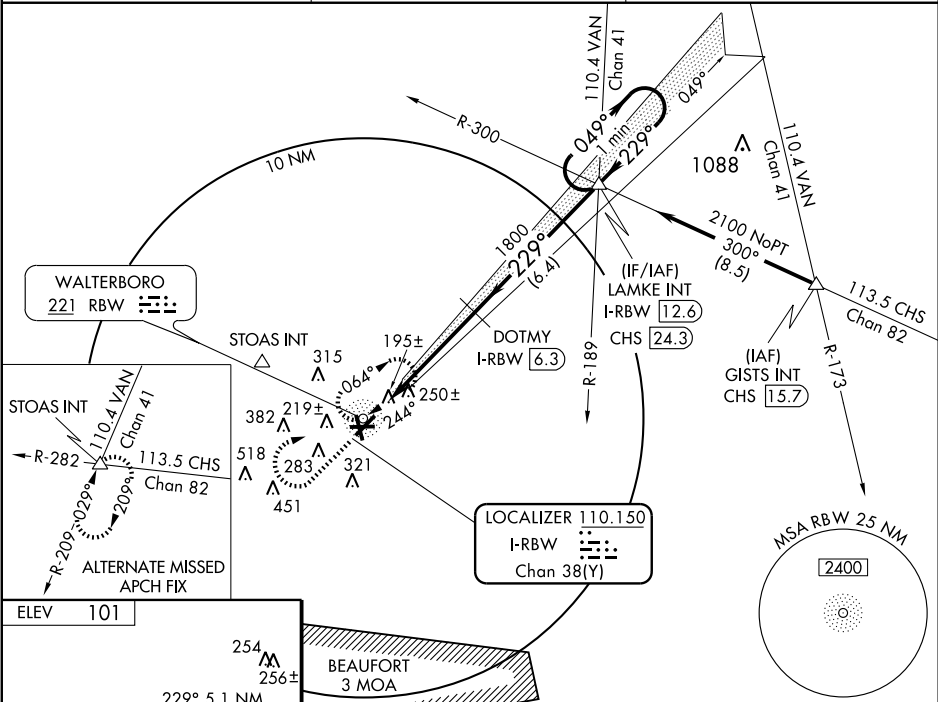 110.4 VAN
Chan 41
R-300
049°
1 min
229°
049°
1088
110.4 VAN
Chan 41
10 NM
2100 NoPT
300°
(8.5)
1800
229°
(6.4)
WALTERBORO
221 RBW
(IF/IAF)
LAMKE INT
I-RBW 12.6
CHS 24.3
113.5 CHS
Chan 82
DOTMY
I-RBW 6.3
R-189
(IAF)
GISTS INT
CHS 15.7
R-173
STOAS INT
315
195±
064°
250±
244°
382
219±
518
283
321
451
STOAS INT
110.4 VAN
Chan 41
R-282
113.5 CHS
Chan 82
029°
209°
R-209
ALTERNATE MISSED
APCH FIX
LOCALIZER 110.150
I-RBW
Chan 38(Y)
MSA RBW 25 NM
2400
ELEV 101
254
256±
229° 5.1 NM
BEAUFORT
3 MOA